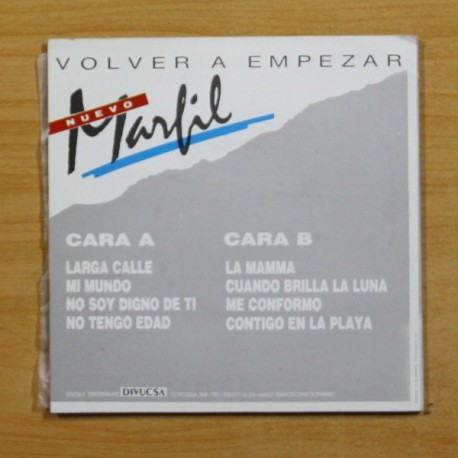 VOLVER A EMPEZAR
NUEVO
Marfil
CARA A
LARGA CALLE
MI MUNDO
NO SOY DIGNO DE TI
NO TENGO EDAD
CARA B
LA MAMMA
CUANDO BRILLA LA LUNA
ME CONFORMO
CONTIGO EN LA PLAYA
DIVUCSA